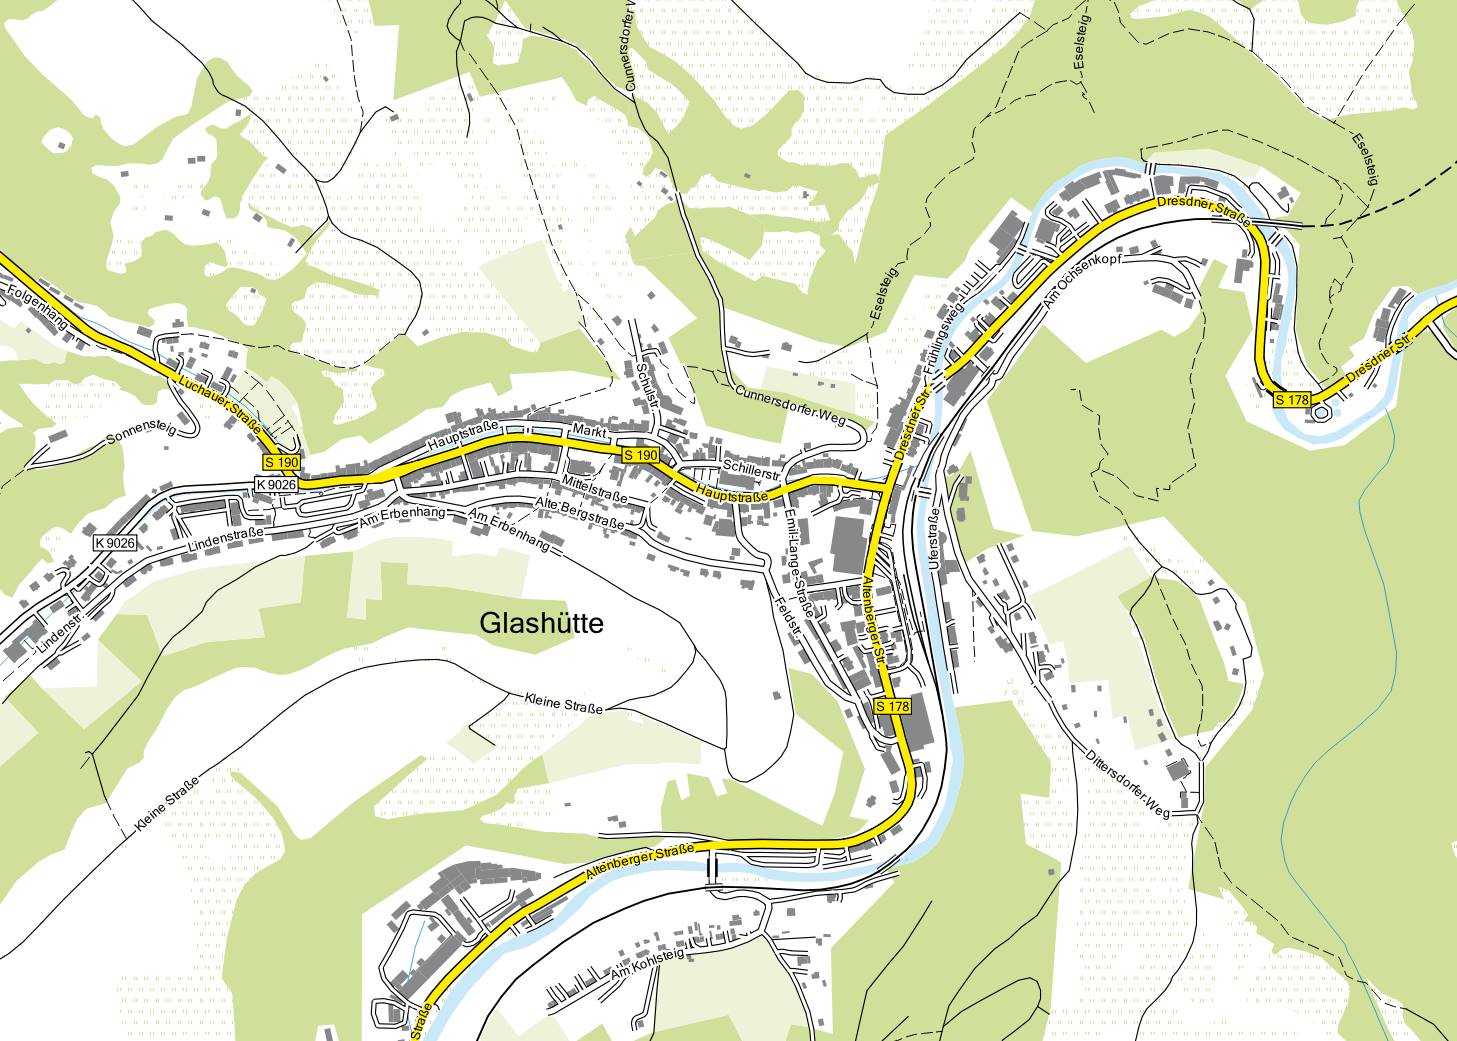 Cunnersdorfer W
Eselsteig
Eselsteig
Dresdner Straße
Am Ochsenkopf
Folgenhang
Eselsteig
Frühlingsweg
Dresdner Str.
S 178
Luchauer Straße
Schulstr.
Cunnersdorfer Weg
Dresdner Str.
Sonnensteig
Hauptstraße
Markt
S 190
S 190
Schillerstr.
K 9026
Mittelstraße
Hauptstraße
Alte Bergstraße
Am Erbenhang
Am Erbenhang
K 9026
Lindenstraße
Emil-Lange-Straße
Uferstraße
Glashütte
Feldstr.
Altenberger Str.
Lindenstr.
Kleine Straße
S 178
Dittersdorfer Weg
Kleine Straße
Altenberger Straße
Am Kohlsteig
Straße